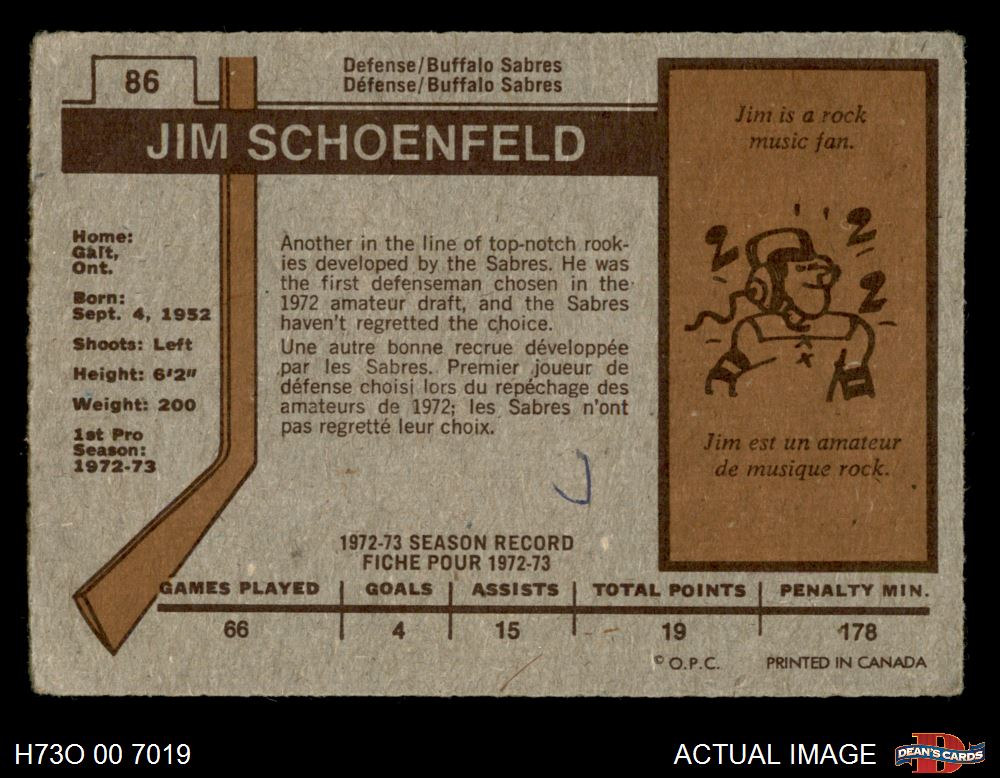 86
Defense/Buffalo Sabres
Défense/Buffalo Sabres
JIM SCHOENFELD
Home:
Galt,
Ont.
Born:
Sept. 4, 1952
Shoots: Left
Height: 6'2"
Weight: 200
1st Pro
Season:
1972-73
Another in the line of top-notch rook-
ies developed by the Sabres. He was
the first defenseman chosen in the
1972 amateur draft, and the Sabres
haven't regretted the choice.
Une autre bonne recrue développée
par les Sabres. Premier joueur de
défense choisi lors du repéchage des
amateurs de 1972; les Sabres n'ont
pas regretté leur choix.
Jim is a rock
music fan.
Jim est un amateur
de musique rock.
1972-73 SEASON RECORD
FICHE POUR 1972-73
GAMES PLAYED GOALS ASSISTS TOTAL POINTS PENALTY MIN.
66 4 15 19 178
© O.P.C. PRINTED IN CANADA
H73O 00 7019
ACTUAL IMAGE
DEAN'S CARDS